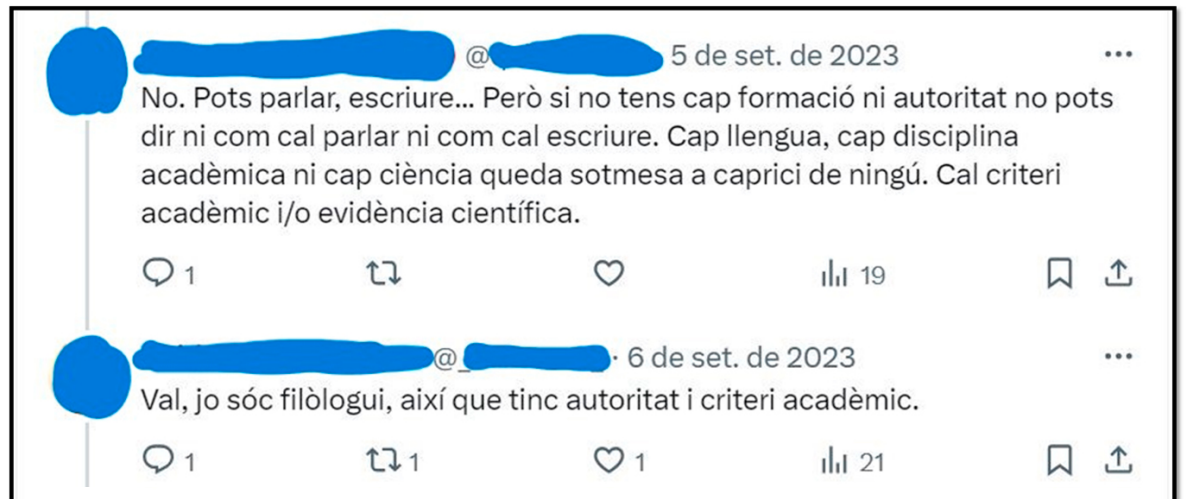 @ 5 de set. de 2023
No. Pots parlar, escriure... Però si no tens cap formació ni autoritat no pots
dir ni com cal parlar ni com cal escriure. Cap llengua, cap disciplina
acadèmica ni cap ciència queda sotmesa a caprici de ningú. Cal criteri
acadèmic i/o evidència científica.
1 19
@_ · 6 de set. de 2023
Val, jo sóc filòlogui, així que tinc autoritat i criteri acadèmic.
1 1 1 21